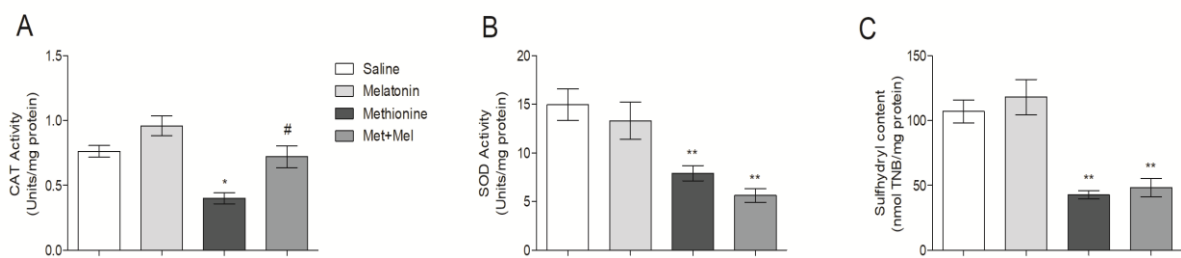 A
CAT Activity
(Units/mg protein)
1.5
1.0
0.5
0.0
*
#
Saline
Melatonin
Methionine
Met+Mel
B
SOD Activity
(Units/mg protein)
20
15
10
5
0
**
**
C
Sulfhydryl content
(nmol TNB/mg protein)
150
100
50
0
**
**